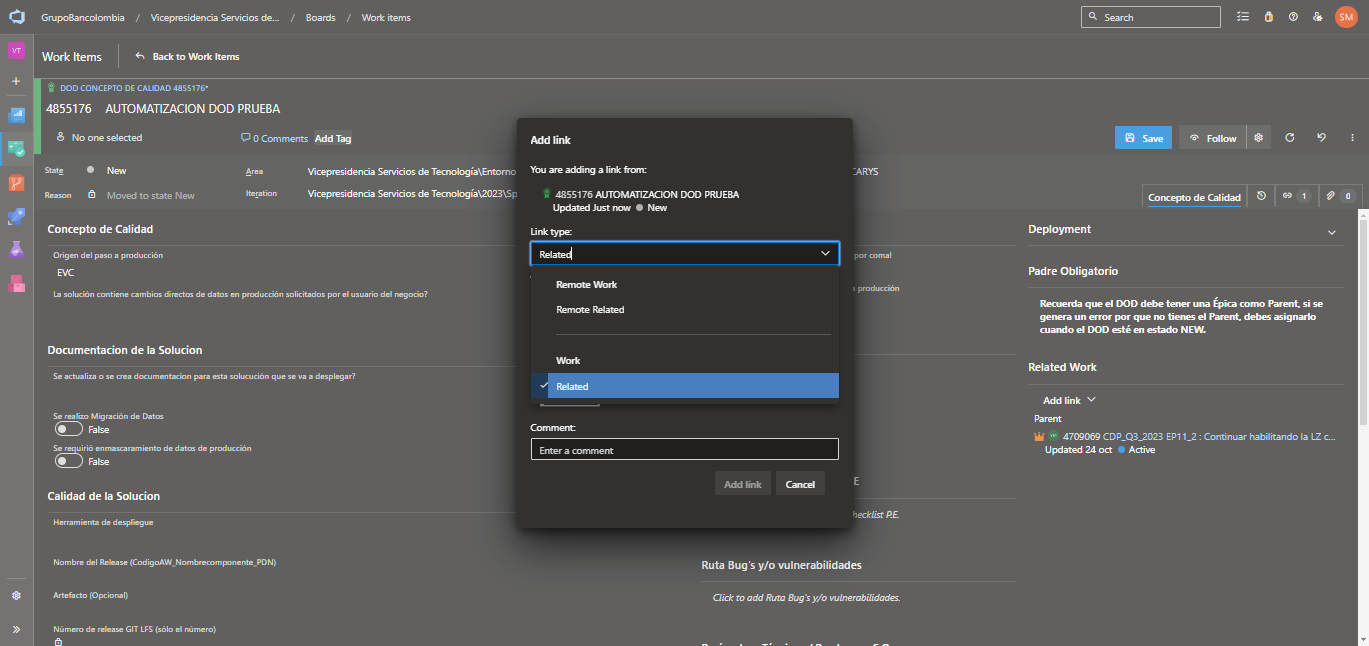 GrupoBancolombia / Vicepresidencia Servicios de... / Boards / Work items
Search
SM
VT
Work Items
Back to Work Items
DOD CONCEPTO DE CALIDAD 4855176*
4855176 AUTOMATIZACION DOD PRUEBA
No one selected
0 Comments
Add Tag
Save
Follow
State
New
Area
Vicepresidencia Servicios de Tecnología\Entorno
CARYS
Reason
Moved to state New
Iteration
Vicepresidencia Servicios de Tecnología\2023\Sp
Concepto de Calidad
1
0
Concepto de Calidad
Origen del paso a producción
EVC
La solución contiene cambios directos de datos en producción solicitados por el usuario del negocio?
Documentacion de la Solucion
Se actualiza o se crea documentacion para esta solucución que se va a desplegar?
Se realizo Migración de Datos
False
Se requirió enmascaramiento de datos de producción
False
Calidad de la Solucion
Herramienta de despliegue
Nombre del Release (CodigoAW_Nombrecomponente_PDN)
Artefacto (Opcional)
Número de release GIT LFS (sólo el número)
Add link
You are adding a link from:
4855176 AUTOMATIZACION DOD PRUEBA
Updated Just now
New
Link type:
Related
Remote Work
Remote Related
Work
Related
Comment:
Enter a comment
Add link
Cancel
por comal
producción
E
hecklist P.E.
Ruta Bug's y/o vulnerabilidades
Click to add Ruta Bug's y/o vulnerabilidades.
Deployment
Padre Obligatorio
Recuerda que el DOD debe tener una Épica como Parent, si se
genera un error por que no tienes el Parent, debes asignarlo
cuando el DOD esté en estado NEW.
Related Work
Add link
Parent
4709069 CDP_Q3_2023 EP11_2 : Continuar habilitando la LZ c...
Updated 24 oct
Active